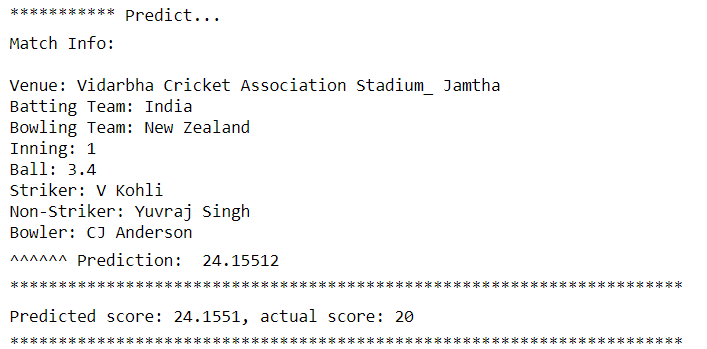 *********** Predict...
Match Info:
Venue: Vidarbha Cricket Association Stadium_ Jamtha
Batting Team: India
Bowling Team: New Zealand
Inning: 1
Ball: 3.4
Striker: V Kohli
Non-Striker: Yuvraj Singh
Bowler: CJ Anderson
^^^^^^ Prediction:  24.15512
**********************************************************************
Predicted score: 24.1551, actual score: 20
**********************************************************************